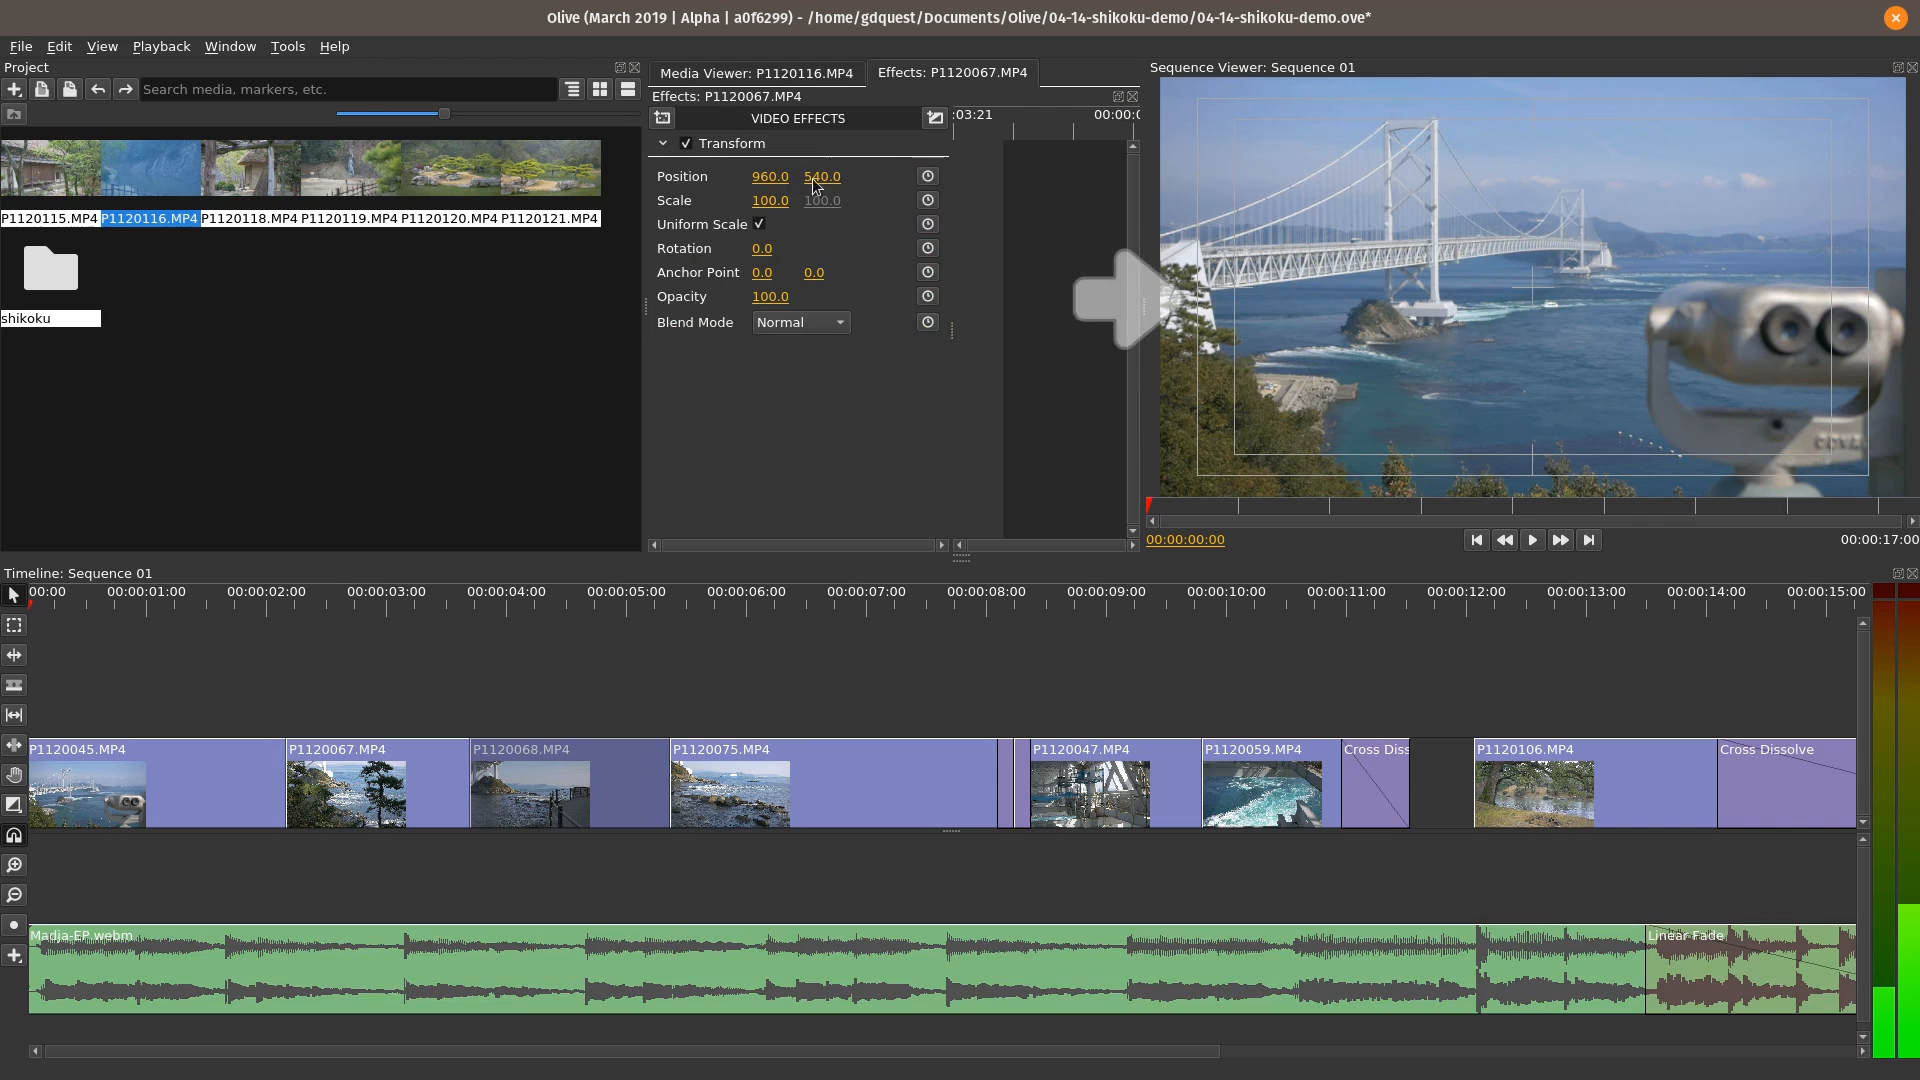 Olive (March 2019 | Alpha | a0f6299) - /home/gdquest/Documents/Olive/04-14-shikoku-demo/04-14-shikoku-demo.ove*
File Edit View Playback Window Tools Help
Project
Search media, markers, etc.
P1120115.MP4 P1120116.MP4 P1120118.MP4 P1120119.MP4 P1120120.MP4 P1120121.MP4
shikoku
Media Viewer: P1120116.MP4 Effects: P1120067.MP4
Effects: P1120067.MP4
VIDEO EFFECTS
:03:21 00:00:0
Transform
Position 960.0 540.0
Scale 100.0 100.0
Uniform Scale
Rotation 0.0
Anchor Point 0.0 0.0
Opacity 100.0
Blend Mode Normal
Sequence Viewer: Sequence 01
00:00:00:00 00:00:17:00
Timeline: Sequence 01
00:00 00:00:01:00 00:00:02:00 00:00:03:00 00:00:04:00 00:00:05:00 00:00:06:00 00:00:07:00 00:00:08:00 00:00:09:00 00:00:10:00 00:00:11:00 00:00:12:00 00:00:13:00 00:00:14:00 00:00:15:00
P1120045.MP4 P1120067.MP4 P1120068.MP4 P1120075.MP4 P1120047.MP4 P1120059.MP4 Cross Diss P1120106.MP4 Cross Dissolve
Madja-EP.webm Linear Fade